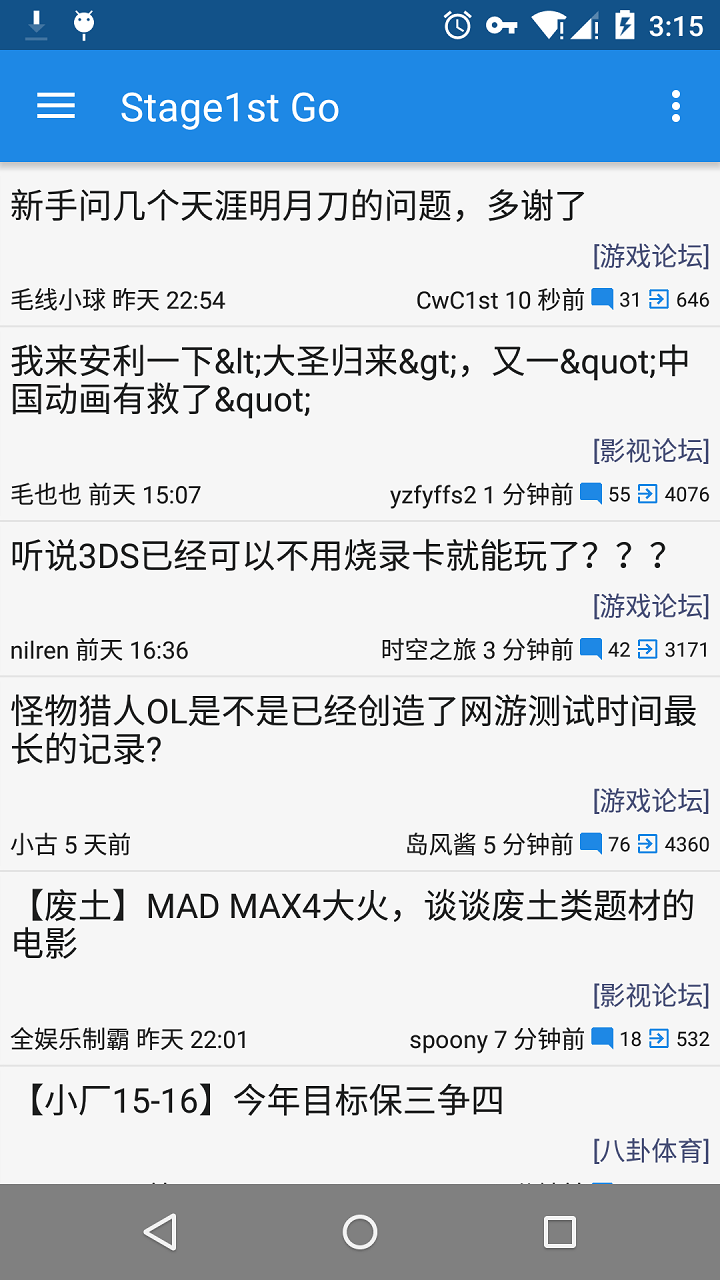 3:15
Stage1st Go
新手问几个天涯明月刀的问题，多谢了
[游戏论坛]
毛线小球 昨天 22:54 CwC1st 10 秒前 31 646
我来安利一下&lt;大圣归来&gt;，又一&quot;中
国动画有救了&quot;
[影视论坛]
毛也也 前天 15:07 yzfyffs2 1 分钟前 55 4076
听说3DS已经可以不用烧录卡就能玩了？？？
[游戏论坛]
nilren 前天 16:36 时空之旅 3 分钟前 42 3171
怪物猎人OL是不是已经创造了网游测试时间最
长的记录?
[游戏论坛]
小古 5 天前 岛风酱 5 分钟前 76 4360
【废土】MAD MAX4大火，谈谈废土类题材的
电影
[影视论坛]
全娱乐制霸 昨天 22:01 spoony 7 分钟前 18 532
【小厂15-16】今年目标保三争四
[八卦体育]